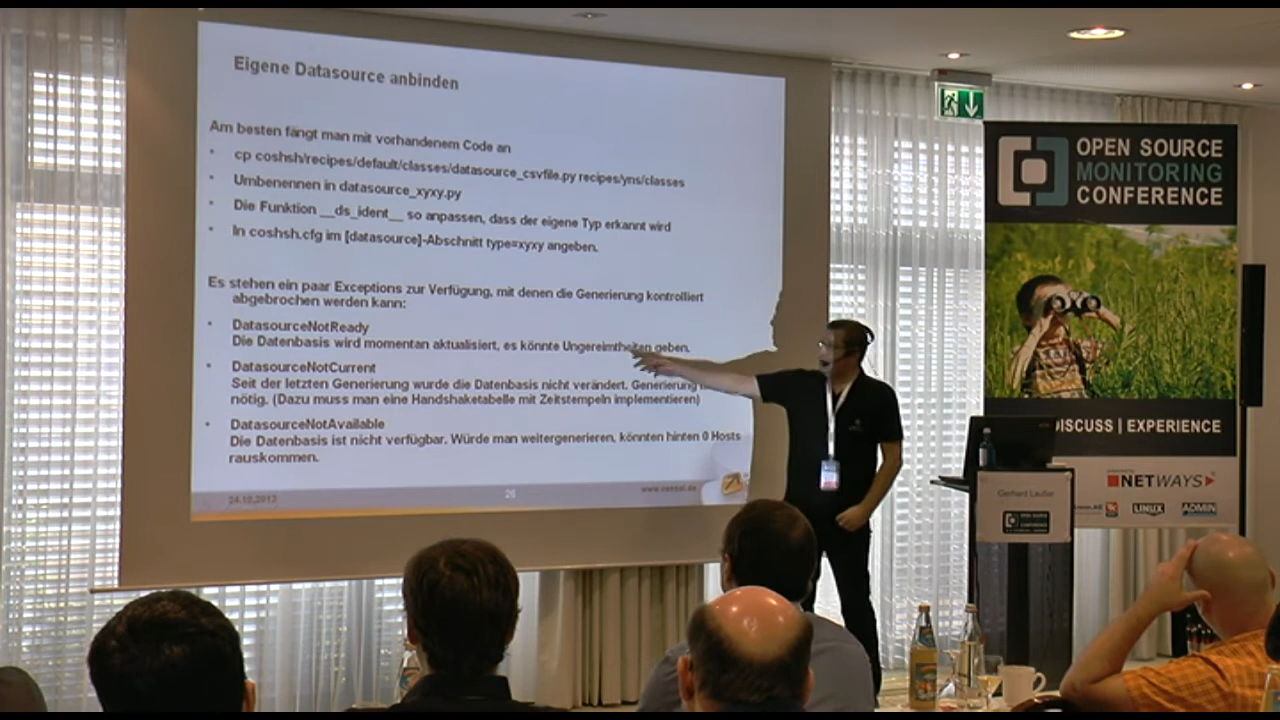 Eigene Datasource anbinden
Am besten fängt man mit vorhandenem Code an
• cp coshsh/recipes/default/classes/datasource_csvfile.py recipes/yns/classes
• Umbenennen in datasource_xyxy.py
• Die Funktion __ds_ident__ so anpassen, dass der eigene Typ erkannt wird
• In coshsh.cfg im [datasource]-Abschnitt type=xyxy angeben.
Es stehen ein paar Exceptions zur Verfügung, mit denen die Generierung kontrolliert
abgebrochen werden kann:
• DatasourceNotReady
Die Datenbasis wird momentan aktualisiert, es könnte Ungereimtheiten geben.
• DatasourceNotCurrent
Seit der letzten Generierung wurde die Datenbasis nicht verändert. Generierung
nötig. (Dazu muss man eine Handshaketabelle mit Zeitstempeln implementieren)
• DatasourceNotAvailable
Die Datenbasis ist nicht verfügbar. Würde man weitergenerieren, könnten hinten 0 Hosts
rauskommen.
24.10.2013
26
OPEN SOURCE
MONITORING
CONFERENCE
DISCUSS | EXPERIENCE
NETWAYS
LINUX
ADMIN
Gerhard Laußer
OPEN SOURCE
MONITORING
CONFERENCE